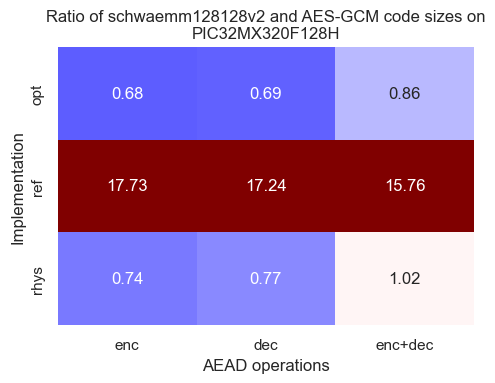 Ratio of schwaemm128128v2 and AES-GCM code sizes on
PIC32MX320F128H
Implementation
opt
0.68 0.69 0.86
ref
17.73 17.24 15.76
rhys
0.74 0.77 1.02
enc dec enc+dec
AEAD operations